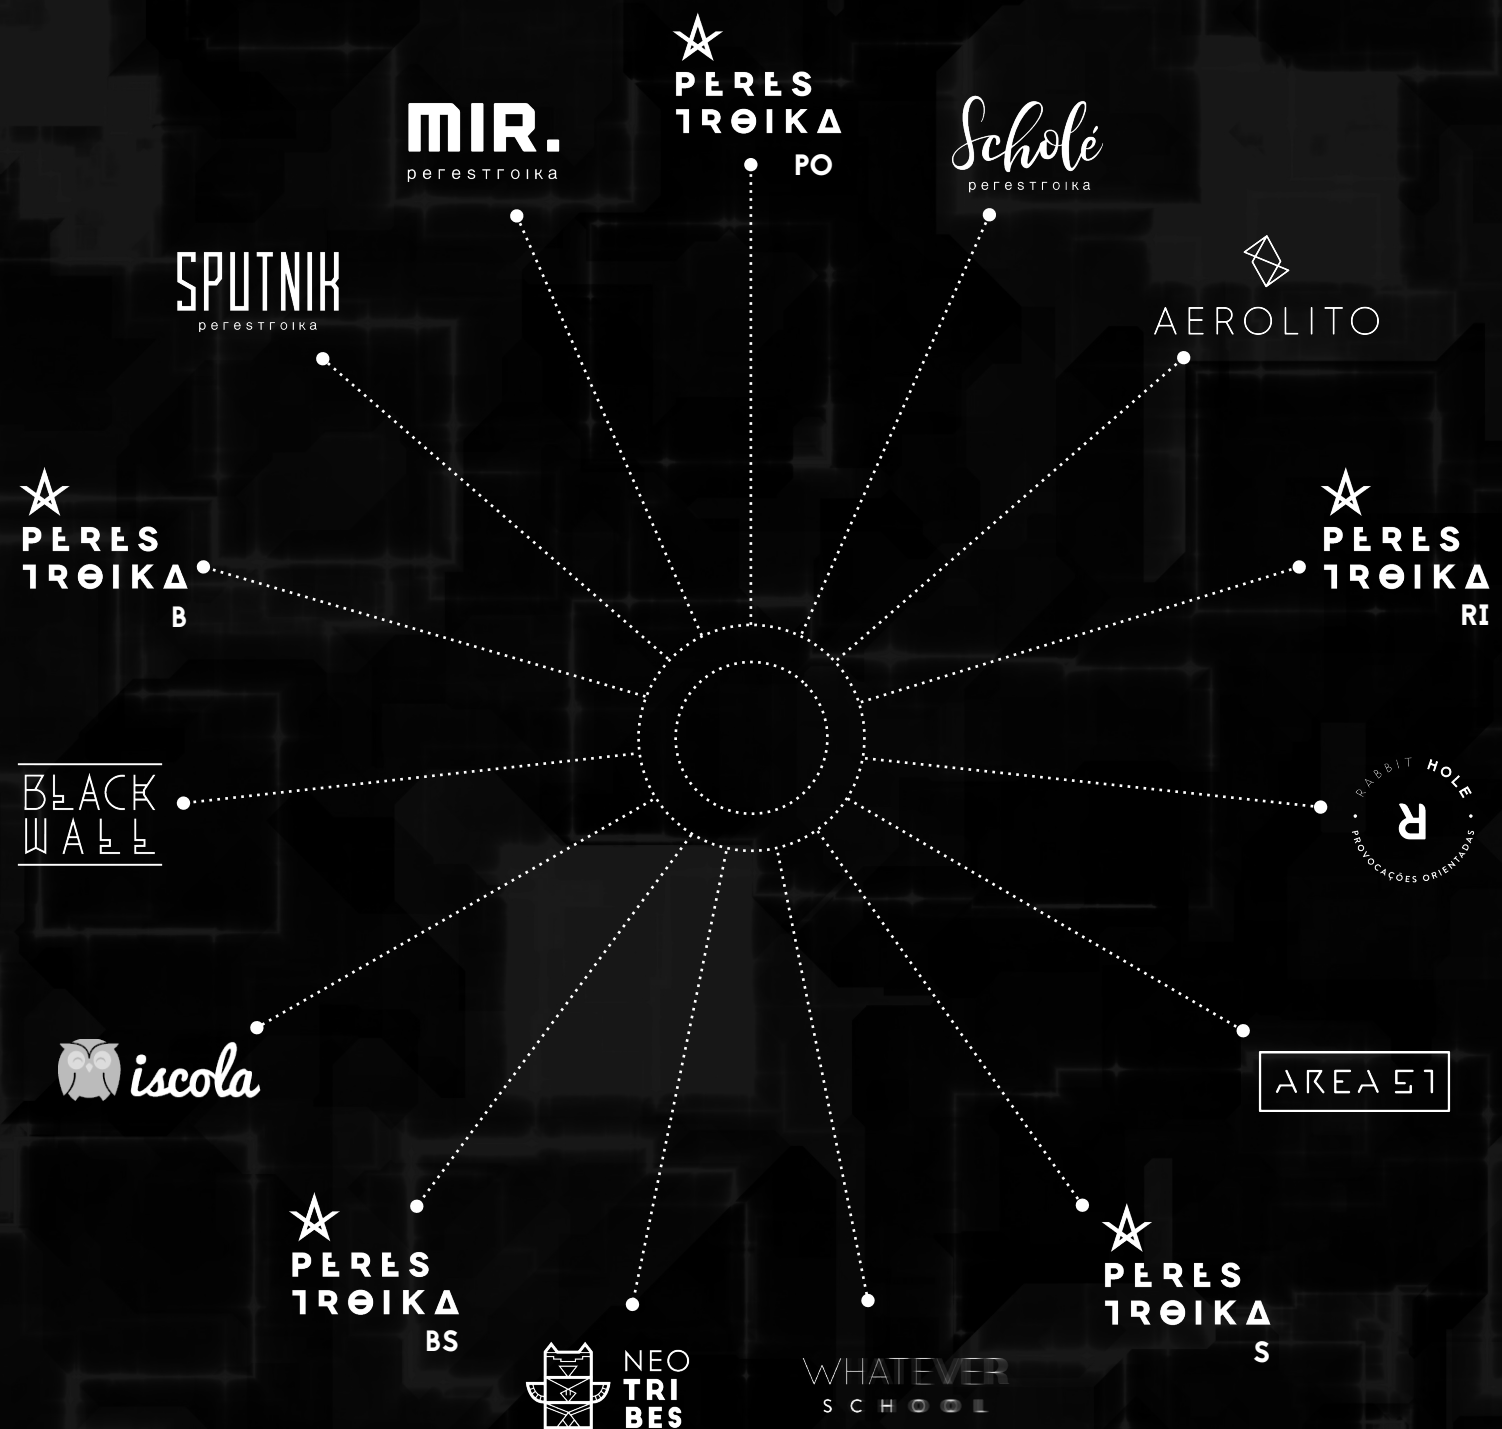 PERES
TROIKA
PO
MIR.
perestroika
Scholé
perestroika
SPUTNIK
perestroika
AEROLITO
PERES
TROIKA
B
PERES
TROIKA
RI
BLACK
WALL
RABBIT HOLE
R
PROVOCAÇÕES ORIENTADAS
iscola
AREA 51
PERES
TROIKA
BS
PERES
TROIKA
S
NEO
TRI
BES
WHATEVER
SCHOOL